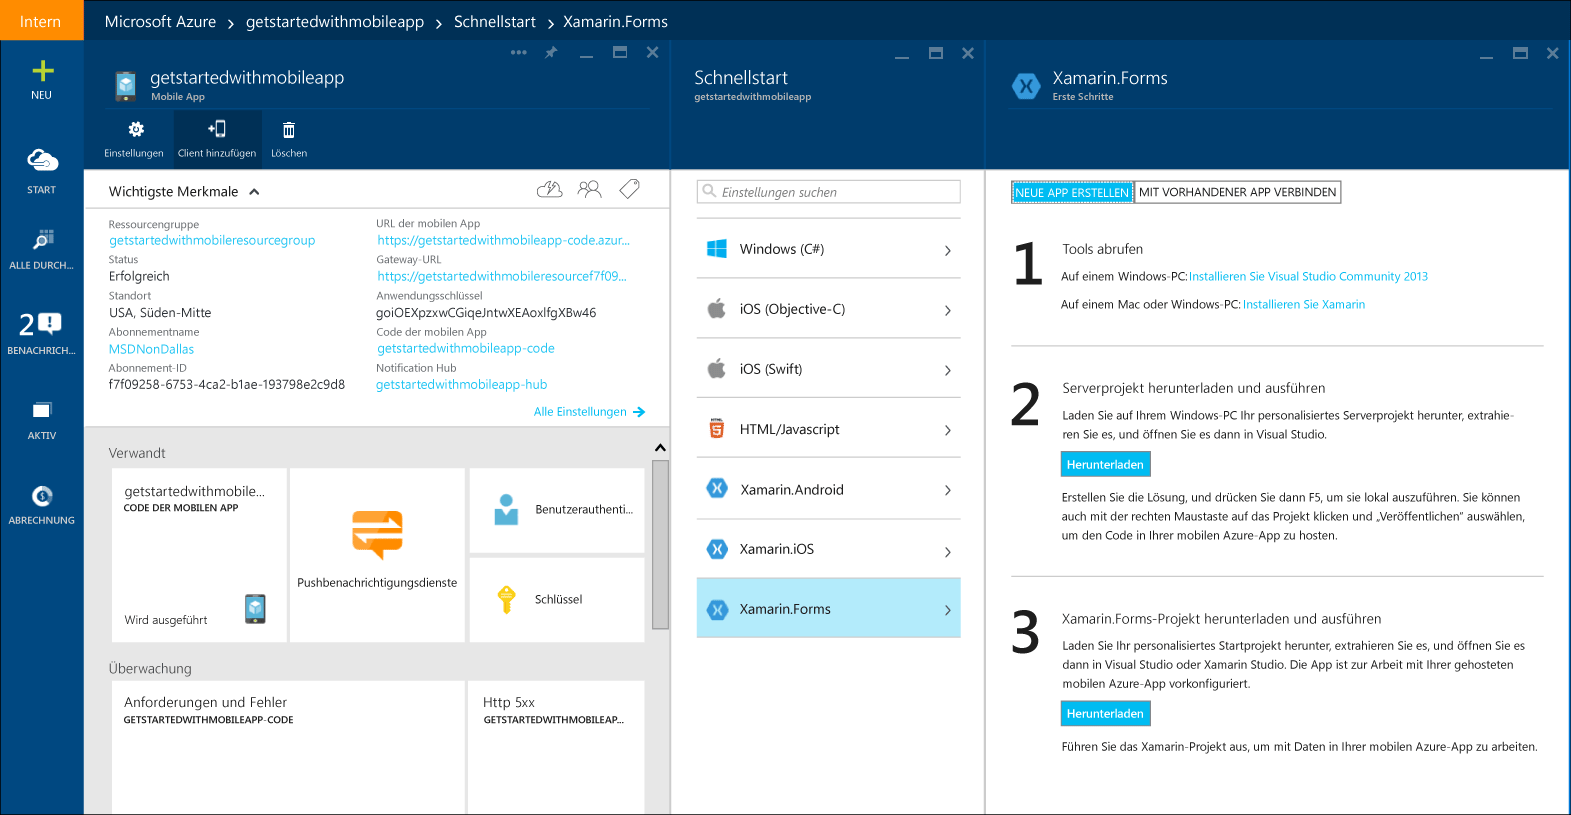 Intern
Microsoft Azure > getstartedwithmobileapp > Schnellstart > Xamarin.Forms
NEU
START
ALLE DURCH...
2
BENACHRICH...
AKTIV
ABRECHNUNG
getstartedwithmobileapp
Mobile App
Einstellungen
Client hinzufügen
Löschen
Wichtigste Merkmale
Ressourcengruppe
getstartedwithmobileresourcegroup
Status
Erfolgreich
Standort
USA, Süden-Mitte
Abonnementname
MSDNonDallas
Abonnement-ID
f7f09258-6753-4ca2-b1ae-193798e2c9d8
URL der mobilen App
https://getstartedwithmobileapp-code.azur...
Gateway-URL
https://getstartedwithmobileresourcef7f09...
Anwendungsschlüssel
goiOEXpzxwCGiqeJntwXEAoxlfgXBw46
Code der mobilen App
getstartedwithmobileapp-code
Notification Hub
getstartedwithmobileapp-hub
Alle Einstellungen
Verwandt
getstartedwithmobile...
CODE DER MOBILEN APP
Wird ausgeführt
Pushbenachrichtigungsdienste
Benutzerauthenti...
Schlüssel
Überwachung
Anforderungen und Fehler
GETSTARTEDWITHMOBILEAPP-CODE
Http 5xx
GETSTARTEDWITHMOBILEAP...
Schnellstart
getstartedwithmobileapp
Einstellungen suchen
Windows (C#)
iOS (Objective-C)
iOS (Swift)
HTML/Javascript
Xamarin.Android
Xamarin.iOS
Xamarin.Forms
Xamarin.Forms
Erste Schritte
NEUE APP ERSTELLEN
MIT VORHANDENER APP VERBINDEN
1
Tools abrufen
Auf einem Windows-PC: Installieren Sie Visual Studio Community 2013
Auf einem Mac oder Windows-PC: Installieren Sie Xamarin
2
Serverprojekt herunterladen und ausführen
Laden Sie auf Ihrem Windows-PC Ihr personalisiertes Serverprojekt herunter, extrahie-
ren Sie es, und öffnen Sie es dann in Visual Studio.
Herunterladen
Erstellen Sie die Lösung, und drücken Sie dann F5, um sie lokal auszuführen. Sie können
auch mit der rechten Maustaste auf das Projekt klicken und „Veröffentlichen" auswählen,
um den Code in Ihrer mobilen Azure-App zu hosten.
3
Xamarin.Forms-Projekt herunterladen und ausführen
Laden Sie Ihr personalisiertes Startprojekt herunter, extrahieren Sie es, und öffnen Sie es
dann in Visual Studio oder Xamarin Studio. Die App ist zur Arbeit mit Ihrer gehosteten
mobilen Azure-App vorkonfiguriert.
Herunterladen
Führen Sie das Xamarin-Projekt aus, um mit Daten in Ihrer mobilen Azure-App zu arbeiten.